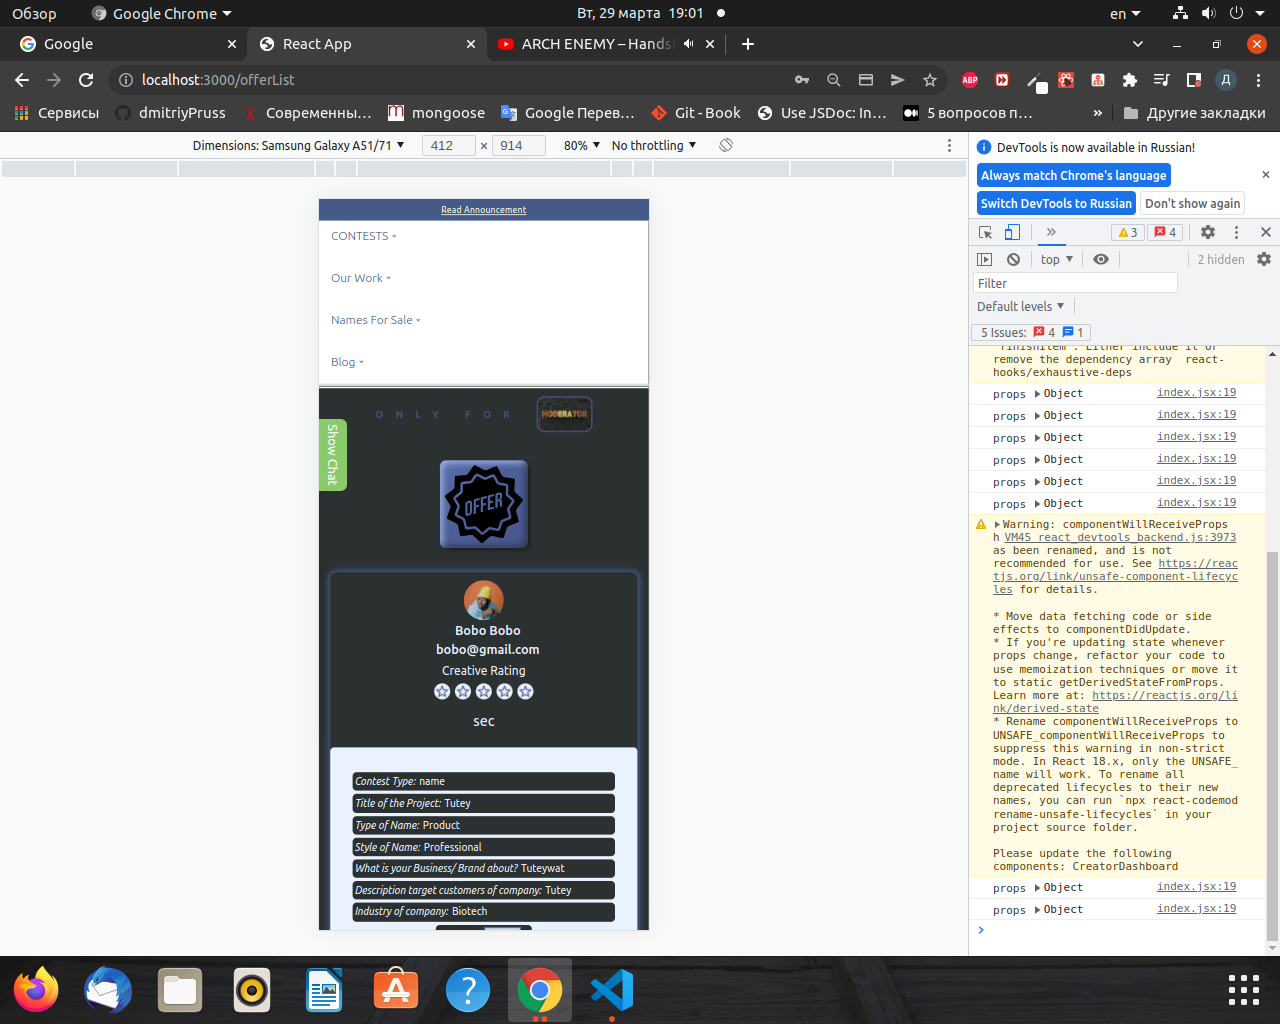 Обзор
Google Chrome
Вт, 29 марта 19:01
en
Google
React App
ARCH ENEMY – Hands
localhost:3000/offerList
ABP
Д
Сервисы
dmitriyPruss
Современны...
mongoose
Google Перев...
Git - Book
Use JSDoc: In...
5 вопросов п...
»
Другие закладки
Dimensions: Samsung Galaxy A51/71
412 × 914
80%
No throttling
DevTools is now available in Russian!
Always match Chrome's language
Switch DevTools to Russian
Don't show again
3
4
top
2 hidden
Filter
Default levels
5 Issues: 4 1
Read Announcement
CONTESTS
Our Work
Names For Sale
Blog
ONLY FOR
MODERATOR
Show Chat
OFFER
Bobo Bobo
bobo@gmail.com
Creative Rating
sec
Contest Type: name
Title of the Project: Tutey
Type of Name: Product
Style of Name: Professional
What is your Business/ Brand about? Tuteywat
Description target customers of company: Tutey
Industry of company: Biotech
'finishItem'. Either include it or
remove the dependency array react-
hooks/exhaustive-deps
props Object index.jsx:19
props Object index.jsx:19
props Object index.jsx:19
props Object index.jsx:19
props Object index.jsx:19
props Object index.jsx:19
Warning: componentWillReceiveProps
h VM45 react_devtools_backend.js:3973
as been renamed, and is not
recommended for use. See https://reac
tjs.org/link/unsafe-component-lifecyc
les for details.
* Move data fetching code or side
effects to componentDidUpdate.
* If you're updating state whenever
props change, refactor your code to
use memoization techniques or move it
to static getDerivedStateFromProps.
Learn more at: https://reactjs.org/li
nk/derived-state
* Rename componentWillReceiveProps to
UNSAFE_componentWillReceiveProps to
suppress this warning in non-strict
mode. In React 18.x, only the UNSAFE_
name will work. To rename all
deprecated lifecycles to their new
names, you can run `npx react-codemod
rename-unsafe-lifecycles` in your
project source folder.
Please update the following
components: CreatorDashboard
props Object index.jsx:19
props Object index.jsx:19